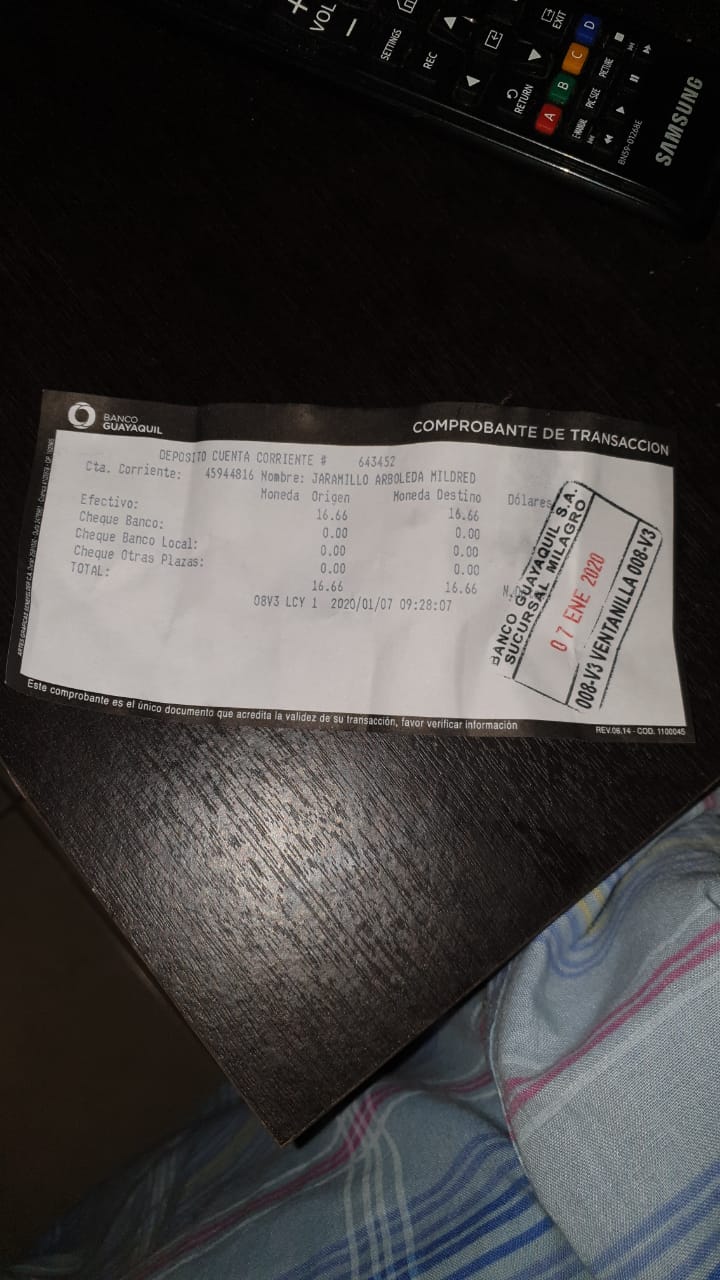 +
VOL
−
SETTINGS
REC
EXIT
RETURN
A
B
C
D
E-MANUAL
PIC SIZE
PICTURE
BN59-01268E
SAMSUNG
BANCO
GUAYAQUIL
COMPROBANTE DE TRANSACCION
DEPOSITO CUENTA CORRIENTE # 643452
Cta. Corriente: 45944816 Nombre: JARAMILLO ARBOLEDA MILDRED
Moneda Origen Moneda Destino Dólares
Efectivo: 16.66 16.66
Cheque Banco: 0.00 0.00
Cheque Banco Local: 0.00 0.00
Cheque Otras Plazas: 0.00 0.00
TOTAL: 16.66 16.66
08V3 LCY 1 2020/01/07 09:28:07
BANCO GUAYAQUIL S.A.
SUCURSAL MILAGRO
07 ENE 2020
008-V3 VENTANILLA 008-V3
Este comprobante es el único documento que acredita la validez de su transacción, favor verificar información
REV.06.14 - COD. 1100045